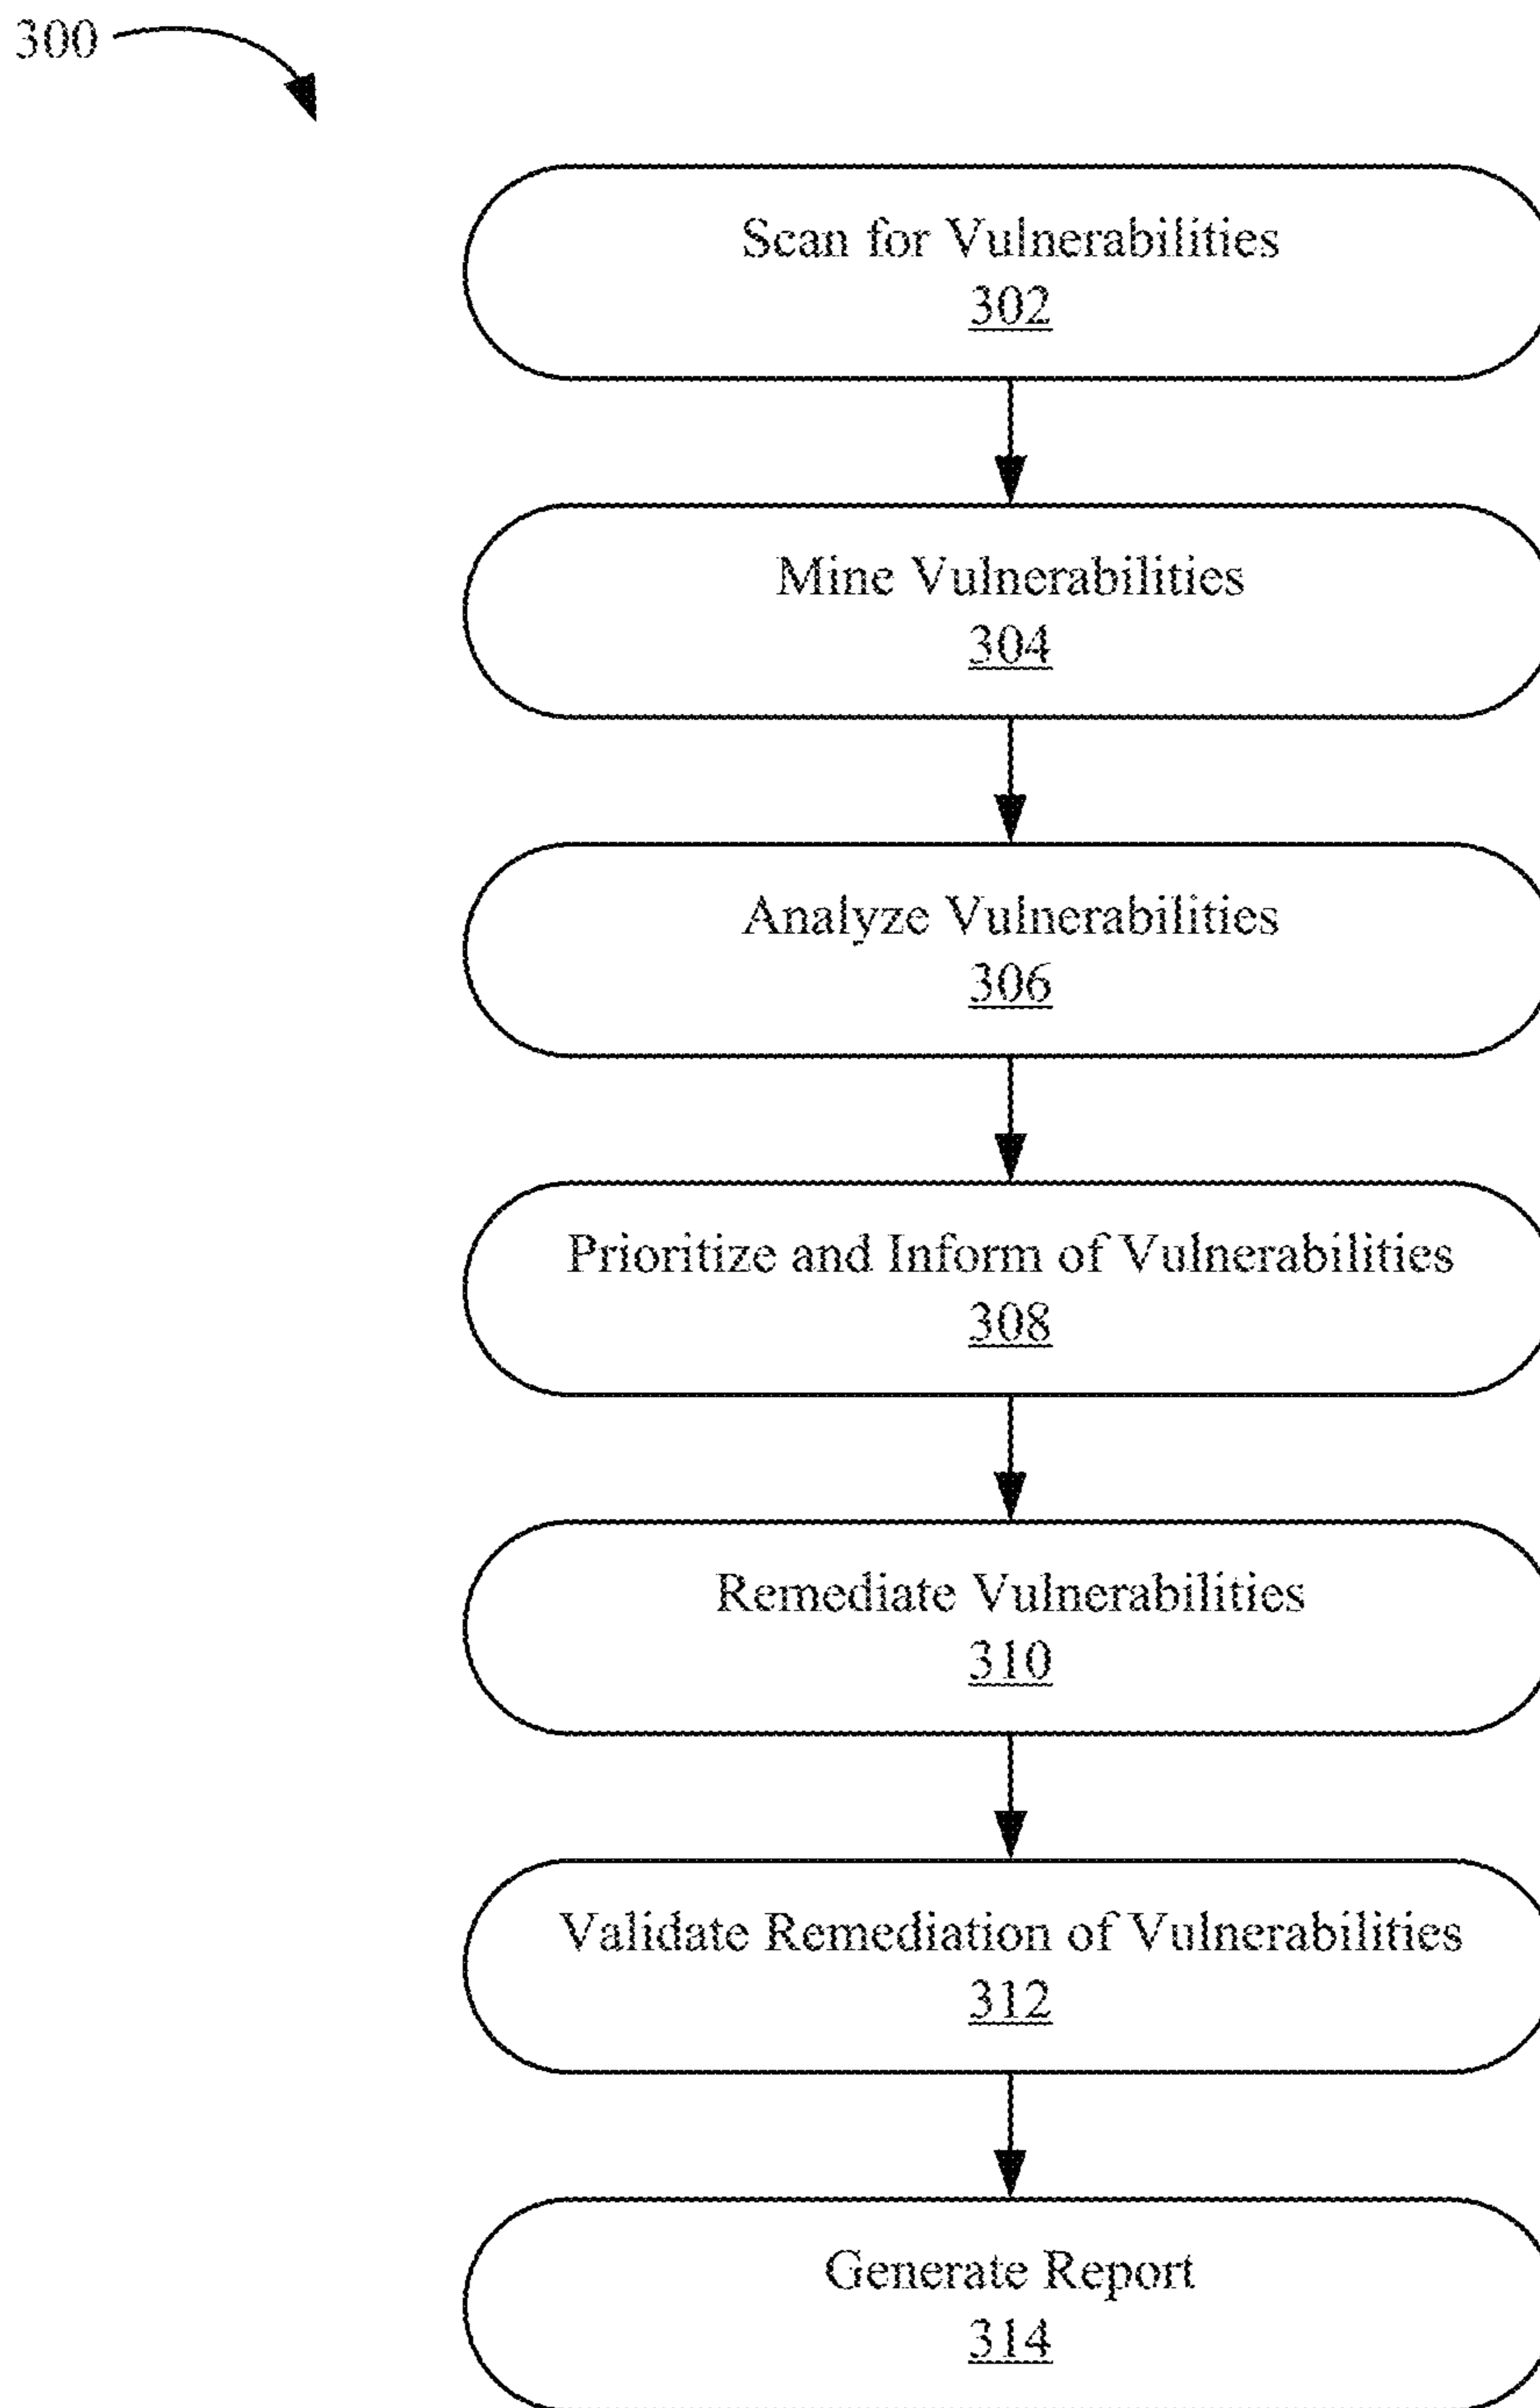 300
Scan for Vulnerabilities
302
Mine Vulnerabilities
304
Analyze Vulnerabilities
306
Prioritize and Inform of Vulnerabilities
308
Remediate Vulnerabilities
310
Validate Remediation of Vulnerabilities
312
Generate Report
314